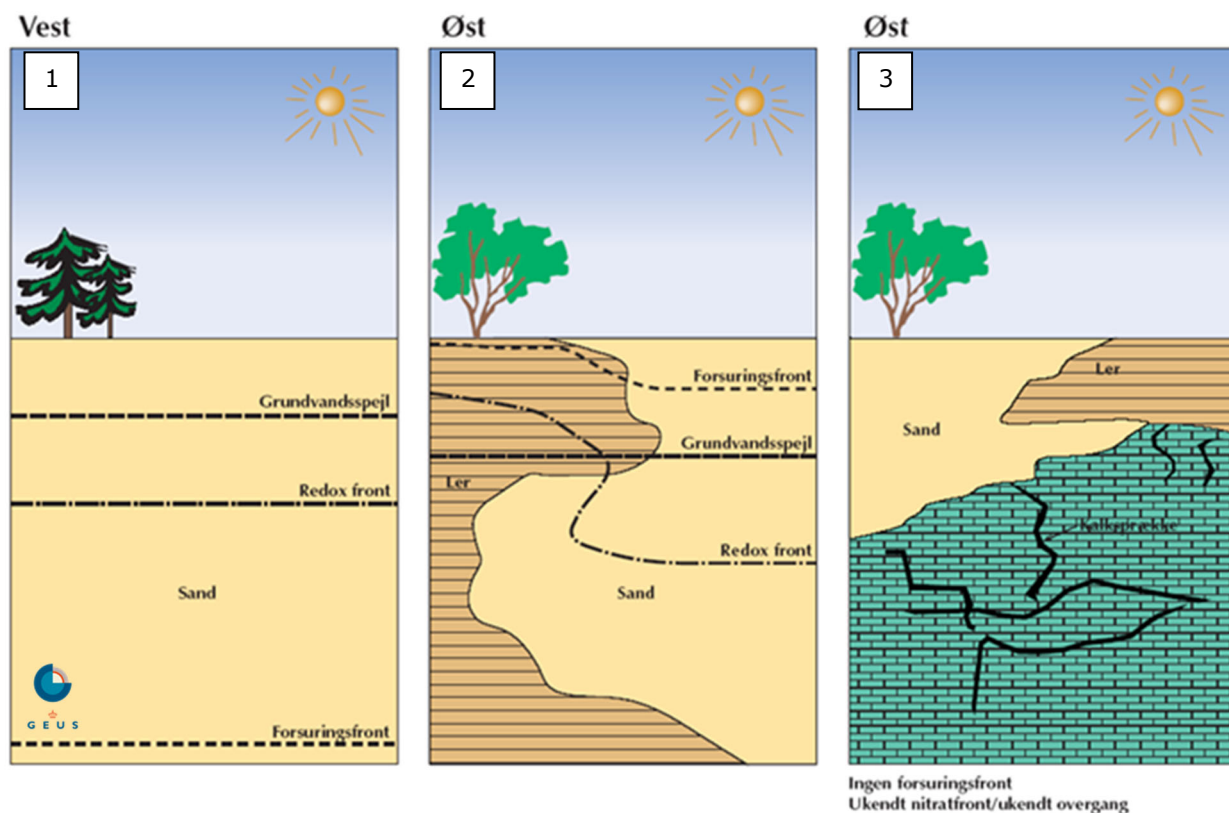 Vest
1
Grundvandsspejl
Redox front
Sand
GEUS
Forsuringsfront
Øst
2
Forsuringsfront
Grundvandsspejl
Ler
Redox front
Sand
Øst
3
Ler
Sand
Kalksprække
Ingen forsuringsfront
Ukendt nitratfront/ukendt overgang